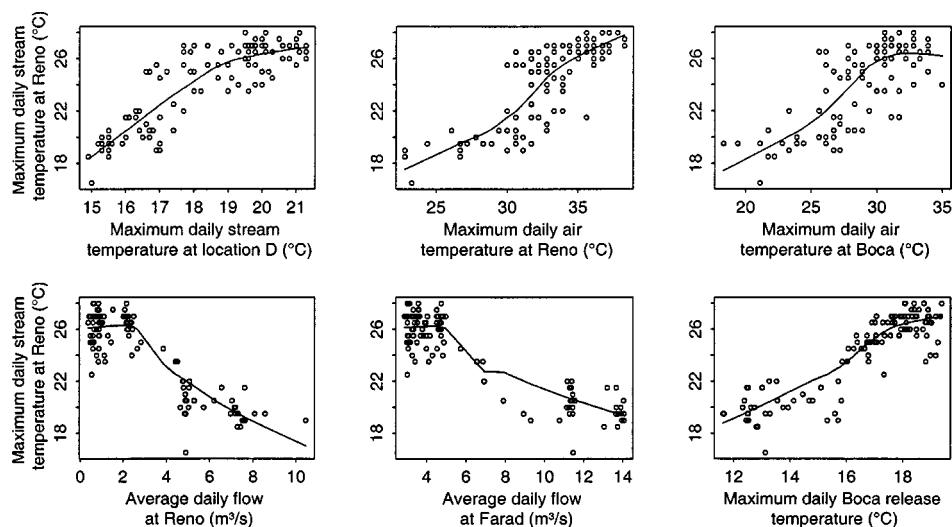 Maximum daily stream
temperature at Reno (°C)
26
22
18
15 16 17 18 19 20 21
Maximum daily stream
temperature at location D (°C)
26
22
18
25 30 35
Maximum daily air
temperature at Reno (°C)
26
22
18
20 25 30 35
Maximum daily air
temperature at Boca (°C)
Maximum daily stream
temperature at Reno (°C)
26
22
18
0 2 4 6 8 10
Average daily flow
at Reno (m³/s)
26
22
18
4 6 8 10 12 14
Average daily flow
at Farad (m³/s)
26
22
18
12 14 16 18
Maximum daily Boca release
temperature (°C)